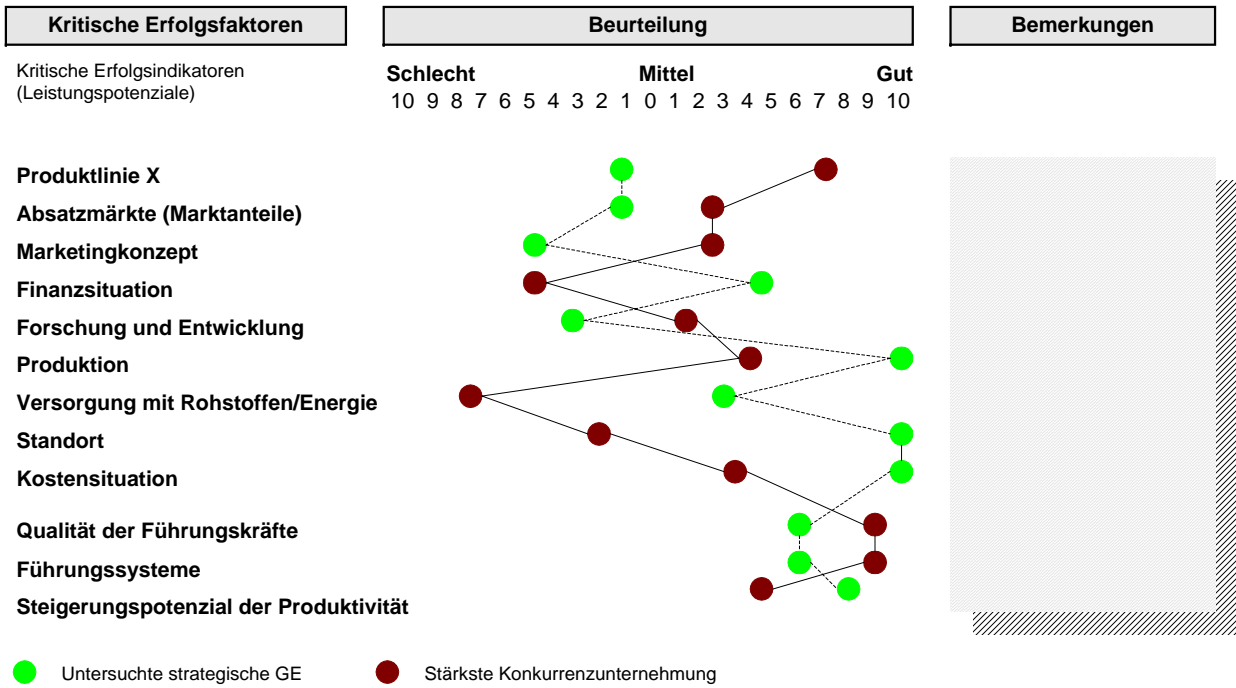 Kritische Erfolgsfaktoren
Beurteilung
Bemerkungen
Kritische Erfolgsindikatoren
(Leistungspotenziale)
Schlecht Mittel Gut
10 9 8 7 6 5 4 3 2 1 0 1 2 3 4 5 6 7 8 9 10
Produktlinie X
Absatzmärkte (Marktanteile)
Marketingkonzept
Finanzsituation
Forschung und Entwicklung
Produktion
Versorgung mit Rohstoffen/Energie
Standort
Kostensituation
Qualität der Führungskräfte
Führungssysteme
Steigerungspotenzial der Produktivität
Untersuchte strategische GE
Stärkste Konkurrenzunternehmung